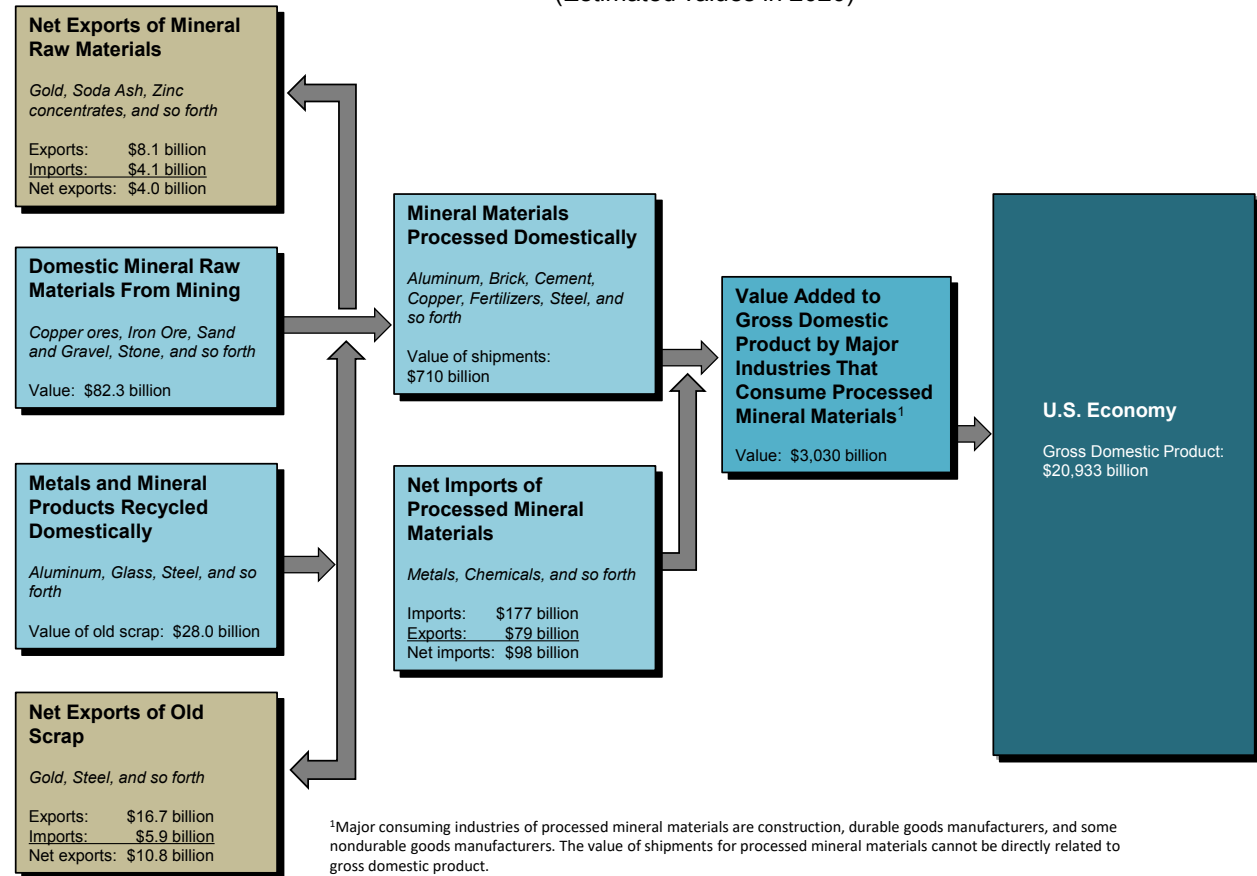 (Estimated values in 2020)
Net Exports of Mineral
Raw Materials
Gold, Soda Ash, Zinc
concentrates, and so forth
Exports: $8.1 billion
Imports: $4.1 billion
Net exports: $4.0 billion
Domestic Mineral Raw
Materials From Mining
Copper ores, Iron Ore, Sand
and Gravel, Stone, and so forth
Value: $82.3 billion
Metals and Mineral
Products Recycled
Domestically
Aluminum, Glass, Steel, and so
forth
Value of old scrap: $28.0 billion
Net Exports of Old
Scrap
Gold, Steel, and so forth
Exports: $16.7 billion
Imports: $5.9 billion
Net exports: $10.8 billion
Mineral Materials
Processed Domestically
Aluminum, Brick, Cement,
Copper, Fertilizers, Steel, and
so forth
Value of shipments:
$710 billion
Net Imports of
Processed Mineral
Materials
Metals, Chemicals, and so forth
Imports: $177 billion
Exports: $79 billion
Net imports: $98 billion
Value Added to
Gross Domestic
Product by Major
Industries That
Consume Processed
Mineral Materials¹
Value: $3,030 billion
U.S. Economy
Gross Domestic Product:
$20,933 billion
¹Major consuming industries of processed mineral materials are construction, durable goods manufacturers, and some
nondurable goods manufacturers. The value of shipments for processed mineral materials cannot be directly related to
gross domestic product.